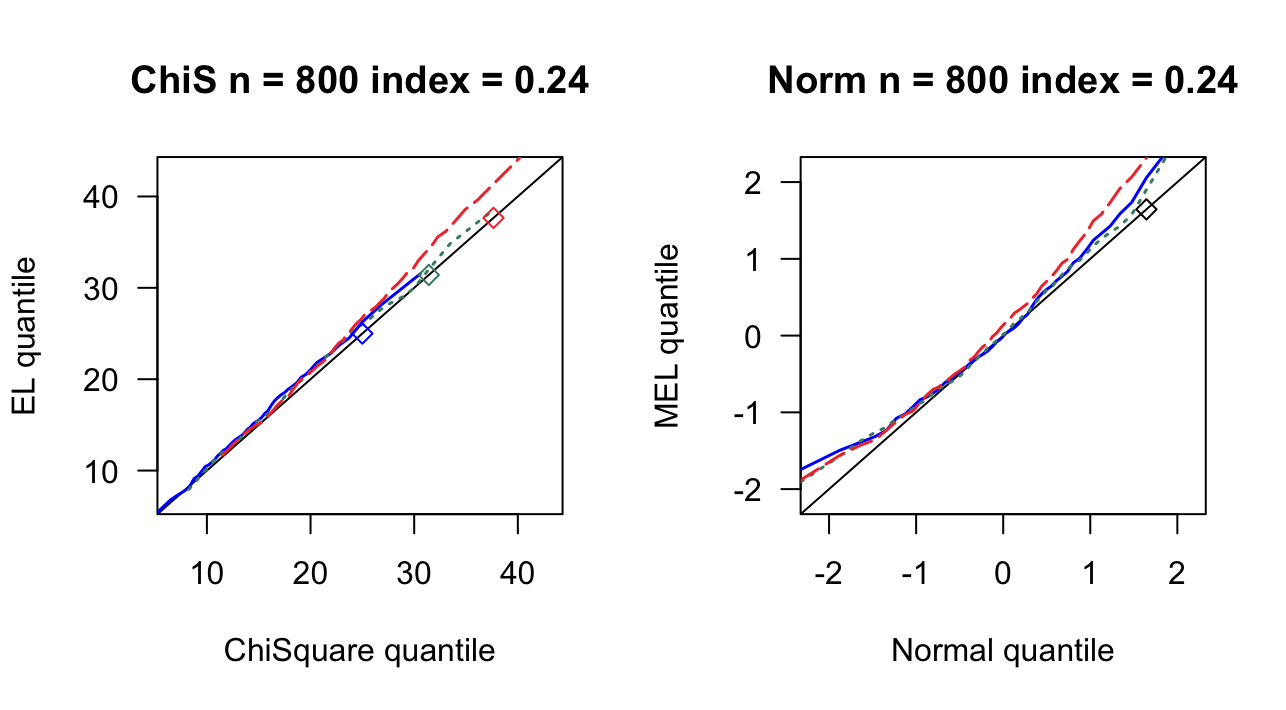 ChiS n = 800 index = 0.24
EL quantile
40
30
20
10
10 20 30 40
ChiSquare quantile
Norm n = 800 index = 0.24
MEL quantile
2
1
0
-1
-2
-2 -1 0 1 2
Normal quantile